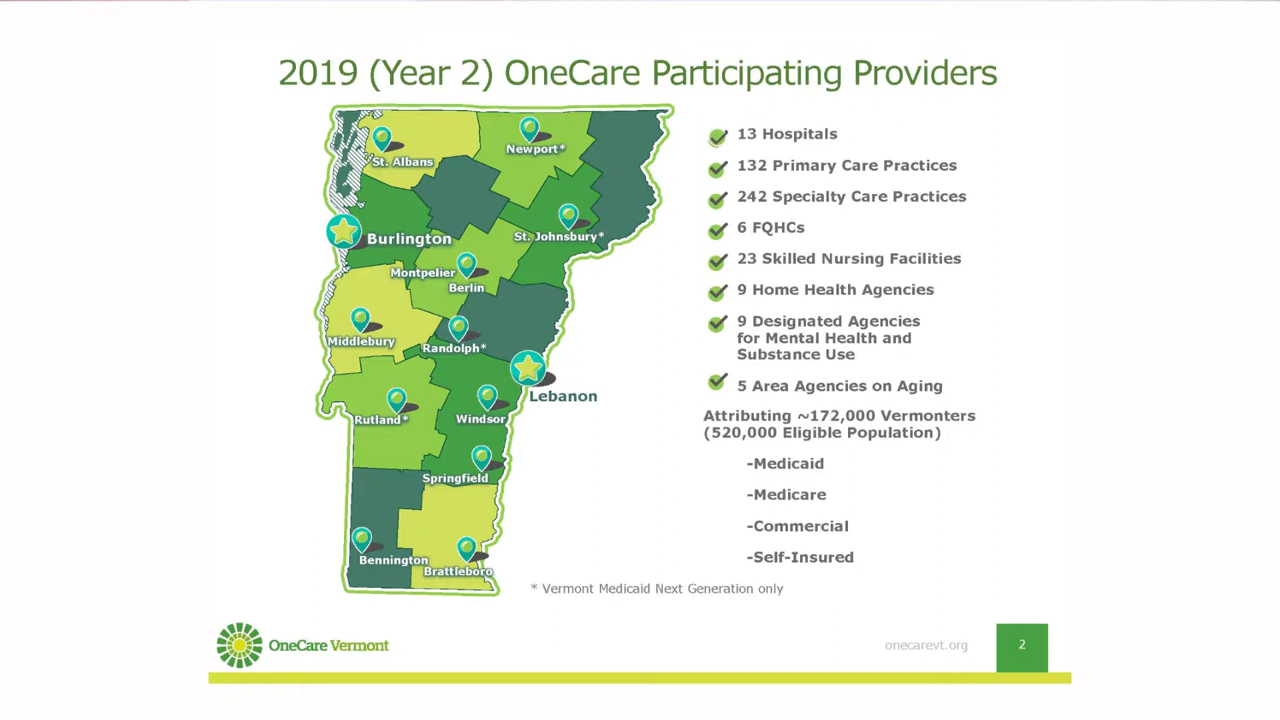 2019 (Year 2) OneCare Participating Providers
St. Albans
Newport*
Burlington
St. Johnsbury*
Montpelier
Berlin
Middlebury
Randolph*
Lebanon
Rutland*
Windsor
Springfield
Bennington
Brattleboro
13 Hospitals
132 Primary Care Practices
242 Specialty Care Practices
6 FQHCs
23 Skilled Nursing Facilities
9 Home Health Agencies
9 Designated Agencies
for Mental Health and
Substance Use
5 Area Agencies on Aging
Attributing ~172,000 Vermonters
(520,000 Eligible Population)
-Medicaid
-Medicare
-Commercial
-Self-Insured
* Vermont Medicaid Next Generation only
OneCare Vermont
onecarevt.org
2